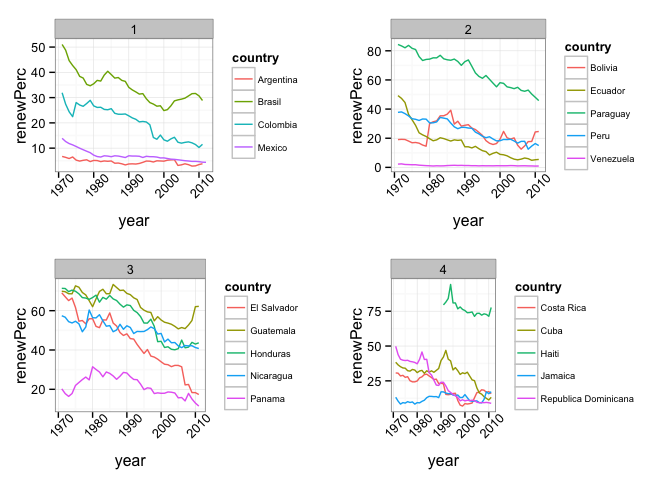 1
renewPerc
50
40
30
20
10
1970
1980
1990
2000
2010
year
country
Argentina
Brasil
Colombia
Mexico
2
renewPerc
80
60
40
20
0
1970
1980
1990
2000
2010
year
country
Bolivia
Ecuador
Paraguay
Peru
Venezuela
3
renewPerc
60
40
20
1970
1980
1990
2000
2010
year
country
El Salvador
Guatemala
Honduras
Nicaragua
Panama
4
renewPerc
75
50
25
1970
1980
1990
2000
2010
year
country
Costa Rica
Cuba
Haiti
Jamaica
Republica Dominicana